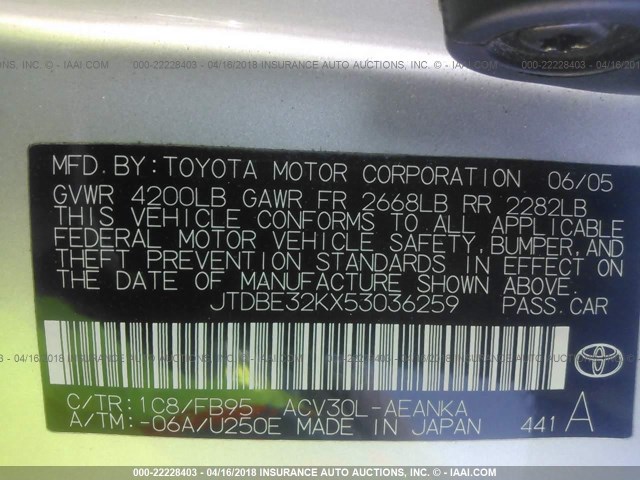 000-22228403 - 04/16/2018 INSURANCE AUTO AUCTIONS, INC. - © IAAI.COM
MFD. BY: TOYOTA MOTOR CORPORATION 06/05
GVWR 4200LB GAWR FR 2668LB RR 2282LB
THIS VEHICLE CONFORMS TO ALL APPLICABLE
FEDERAL MOTOR VEHICLE SAFETY, BUMPER, AND
THEFT PREVENTION STANDARDS IN EFFECT ON
THE DATE OF MANUFACTURE SHOWN ABOVE.
JTDBE32KX53036259 PASS. CAR
TOYOTA
C/TR: 1C8/FB95 ACV30L-AEANKA
A/TM: -06A/U250E MADE IN JAPAN 441 A
000-22228403 - 04/16/2018 INSURANCE AUTO AUCTIONS, INC. - © IAAI.COM